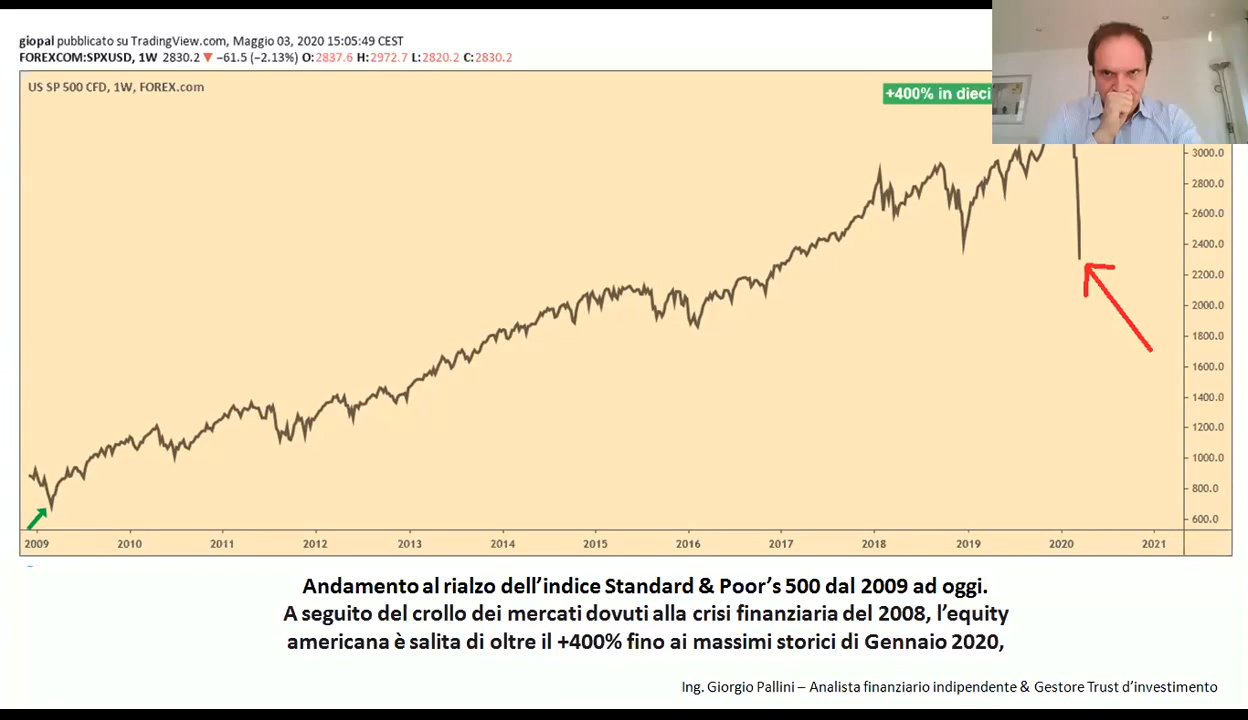 giopal pubblicato su TradingView.com, Maggio 03, 2020 15:05:49 CEST
FOREXCOM:SPXUSD, 1W 2830.2 ▼ −61.5 (−2.13%) O:2837.6 H:2972.7 L:2820.2 C:2830.2
US SP 500 CFD, 1W, FOREX.com
+400% in dieci
3000.0
2800.0
2600.0
2400.0
2200.0
2000.0
1800.0
1600.0
1400.0
1200.0
1000.0
800.0
600.0
2009 2010 2011 2012 2013 2014 2015 2016 2017 2018 2019 2020 2021
Andamento al rialzo dell’indice Standard & Poor’s 500 dal 2009 ad oggi.
A seguito del crollo dei mercati dovuti alla crisi finanziaria del 2008, l’equity
americana è salita di oltre il +400% fino ai massimi storici di Gennaio 2020,
Ing. Giorgio Pallini – Analista finanziario indipendente & Gestore Trust d’investimento